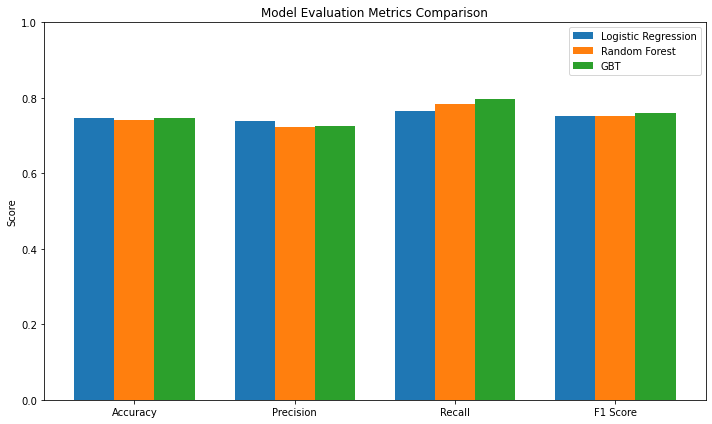 Model Evaluation Metrics Comparison
Logistic Regression
Random Forest
GBT
Score
1.0
0.8
0.6
0.4
0.2
0.0
Accuracy
Precision
Recall
F1 Score